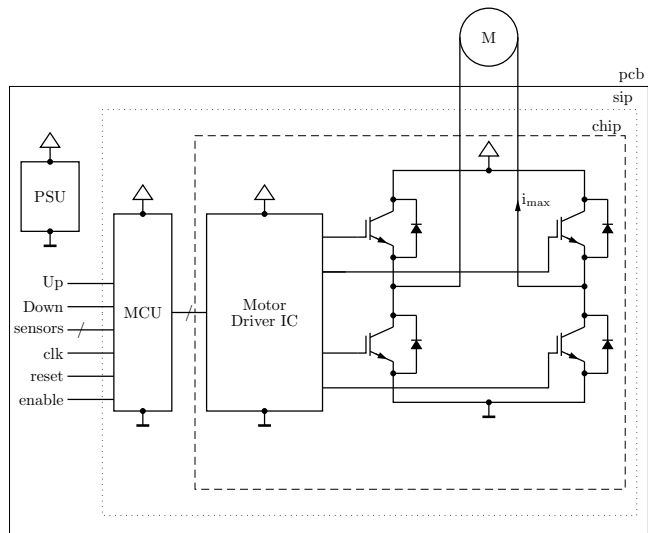 M
pcb
sip
chip
PSU
i_max
Up
Down
sensors
clk
reset
enable
MCU
Motor
Driver IC